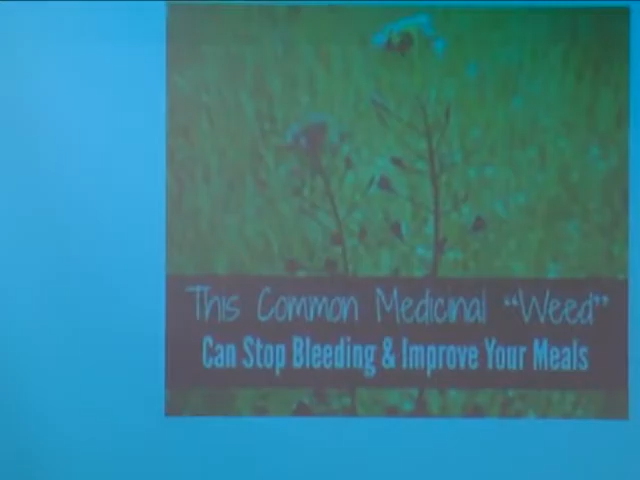 This Common Medicinal “Weed”
Can Stop Bleeding & Improve Your Meals